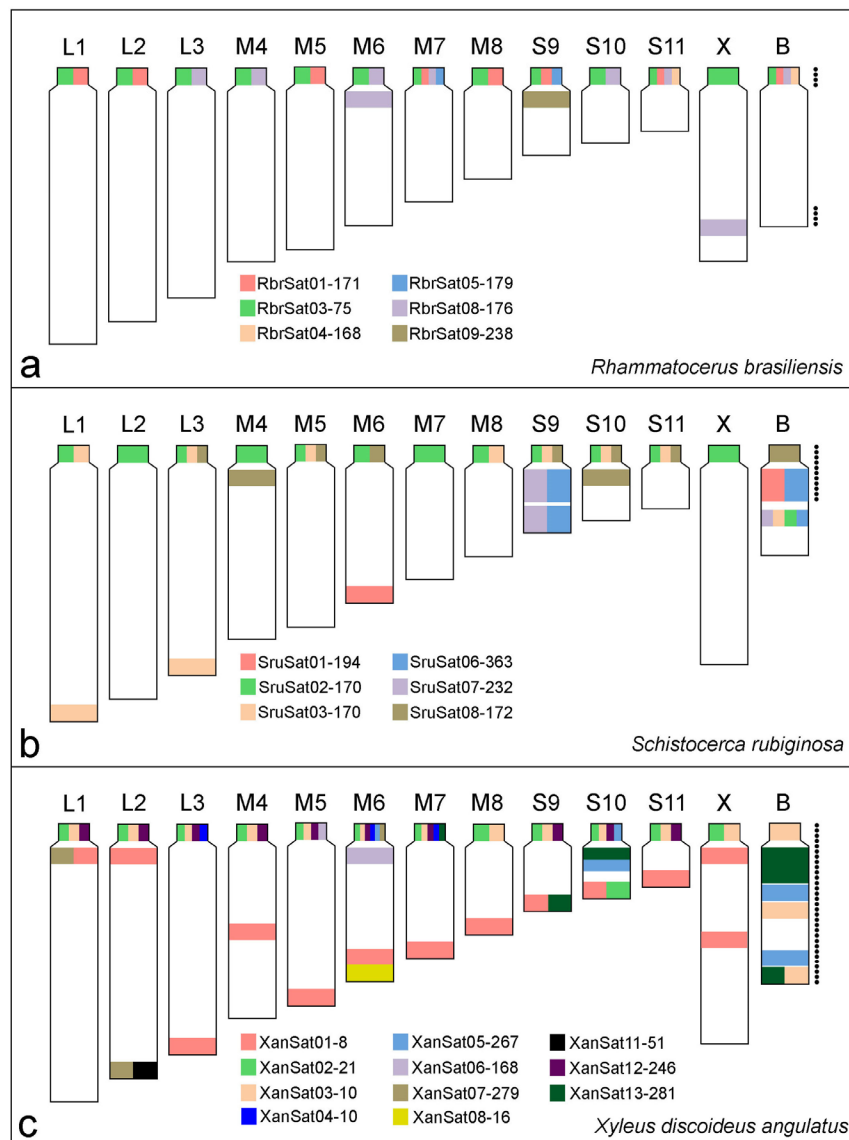 L1 L2 L3 M4 M5 M6 M7 M8 S9 S10 S11 X B
RbrSat01-171 RbrSat05-179
RbrSat03-75 RbrSat08-176
RbrSat04-168 RbrSat09-238
a Rhammatocerus brasiliensis
L1 L2 L3 M4 M5 M6 M7 M8 S9 S10 S11 X B
SruSat01-194 SruSat06-363
SruSat02-170 SruSat07-232
SruSat03-170 SruSat08-172
b Schistocerca rubiginosa
L1 L2 L3 M4 M5 M6 M7 M8 S9 S10 S11 X B
XanSat01-8 XanSat05-267 XanSat11-51
XanSat02-21 XanSat06-168 XanSat12-246
XanSat03-10 XanSat07-279 XanSat13-281
XanSat04-10 XanSat08-16
c Xyleus discoideus angulatus